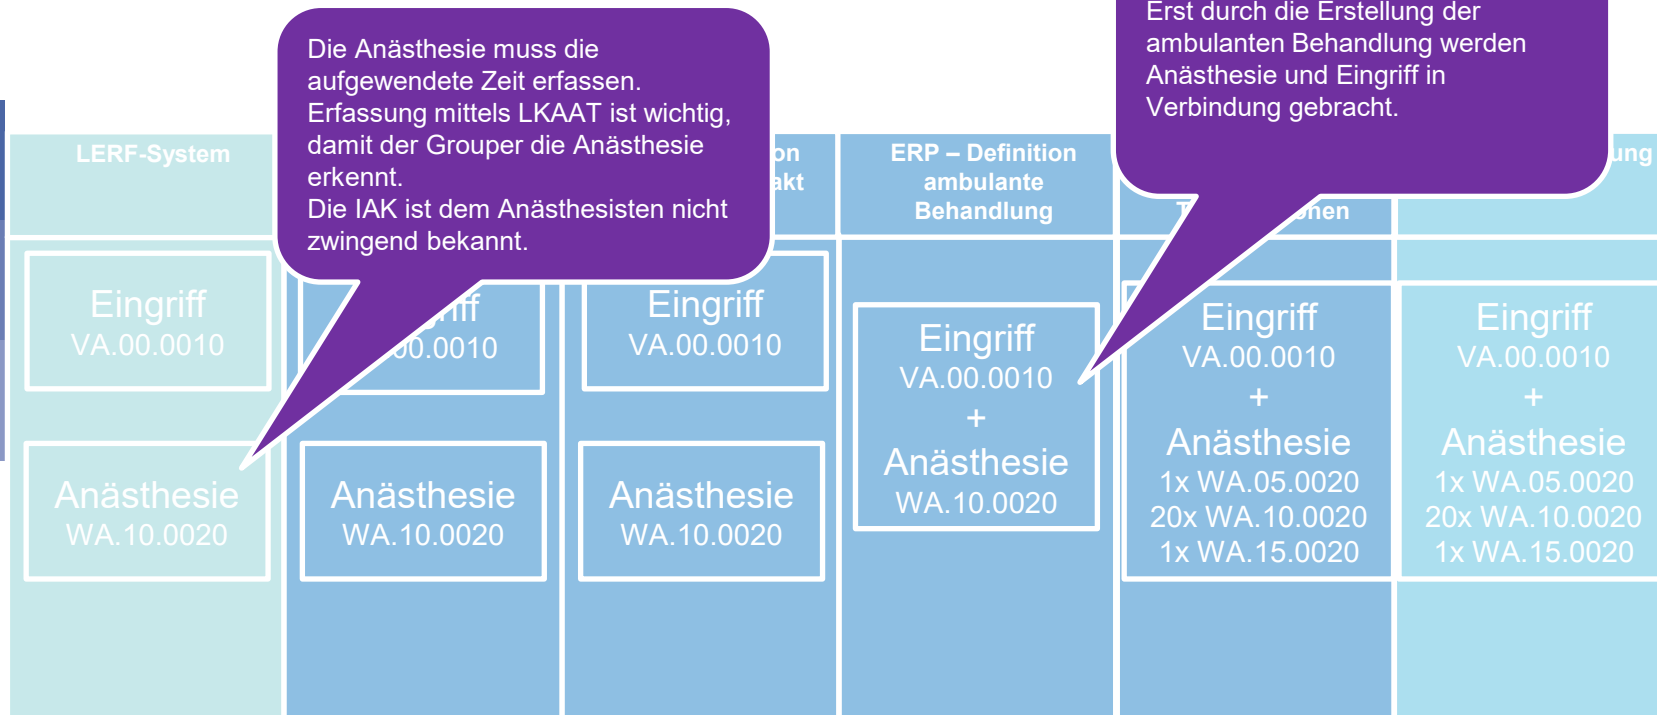 Die Anästhesie muss die
aufgewendete Zeit erfassen.
Erfassung mittels LKAAT ist wichtig,
damit der Grouper die Anästhesie
erkennt.
Die IAK ist dem Anästhesisten nicht
zwingend bekannt.
Erst durch die Erstellung der
ambulanten Behandlung werden
Anästhesie und Eingriff in
Verbindung gebracht.
LERF-System
ERP – Definition
ambulante
Behandlung
Eingriff
VA.00.0010
Anästhesie
WA.10.0020
Anästhesie
WA.10.0020
Eingriff
VA.00.0010
Anästhesie
WA.10.0020
Eingriff
VA.00.0010
+
Anästhesie
WA.10.0020
Eingriff
VA.00.0010
+
Anästhesie
1x WA.05.0020
20x WA.10.0020
1x WA.15.0020
Eingriff
VA.00.0010
+
Anästhesie
1x WA.05.0020
20x WA.10.0020
1x WA.15.0020